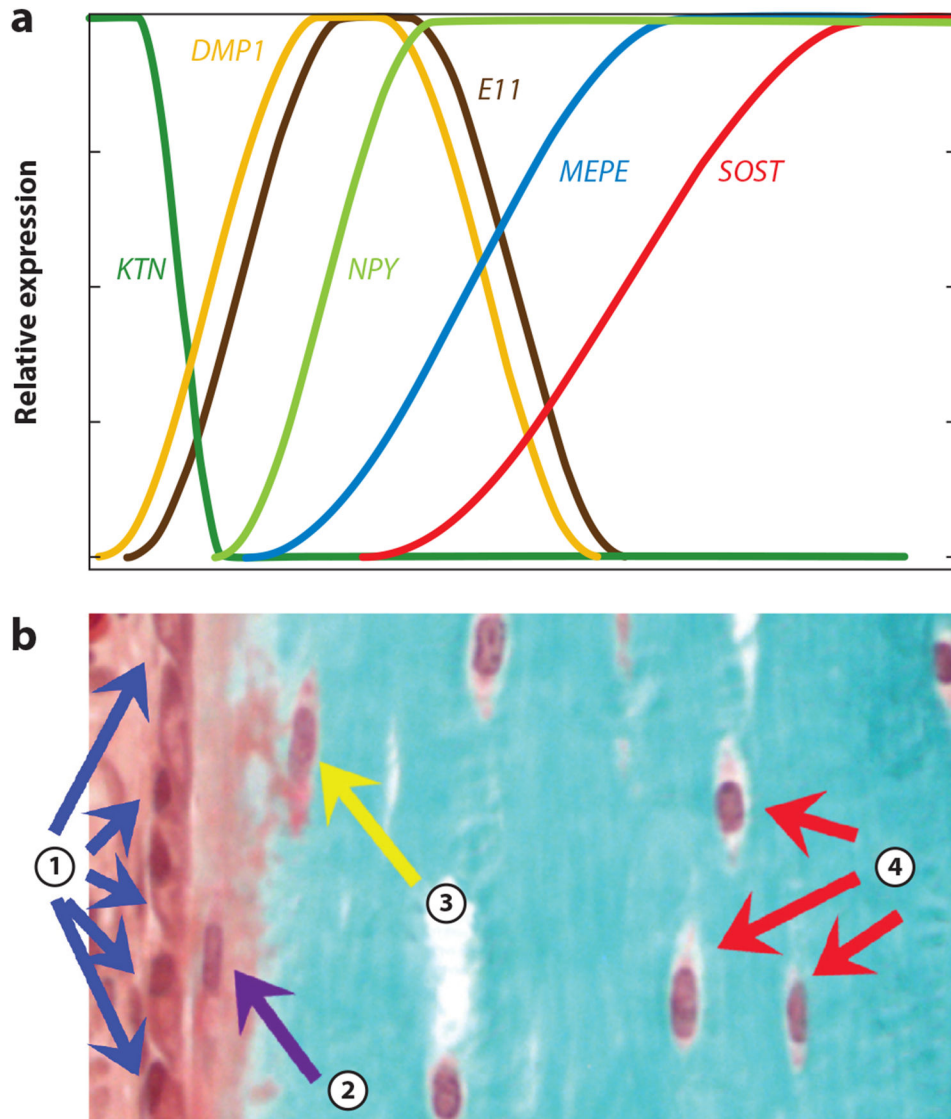 a
DMP1
E11
MEPE
SOST
KTN
NPY
Relative expression
b
1
2
3
4